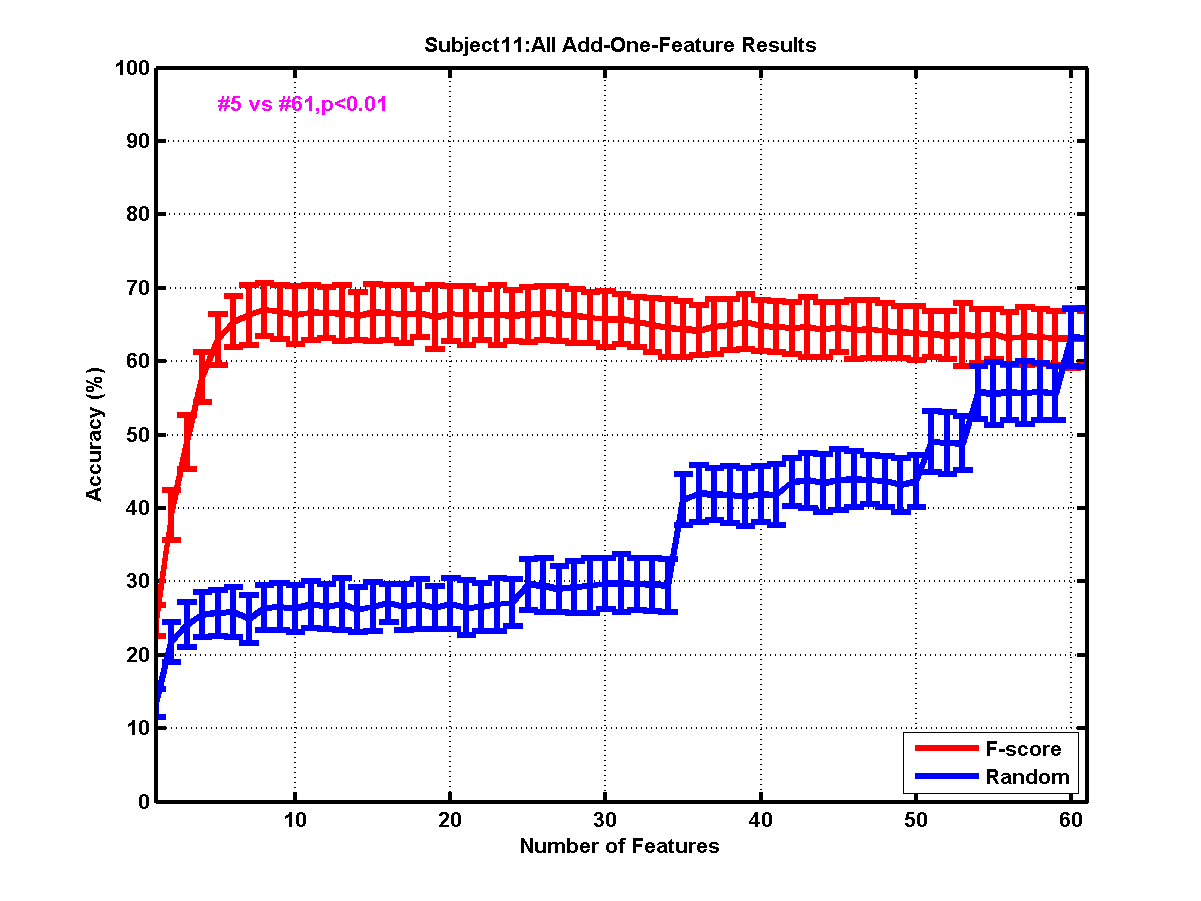 Subject11:All Add-One-Feature Results
#5 vs #61,p<0.01
100
90
80
70
60
50
40
30
20
10
0
Accuracy (%)
10 20 30 40 50 60
Number of Features
F-score
Random